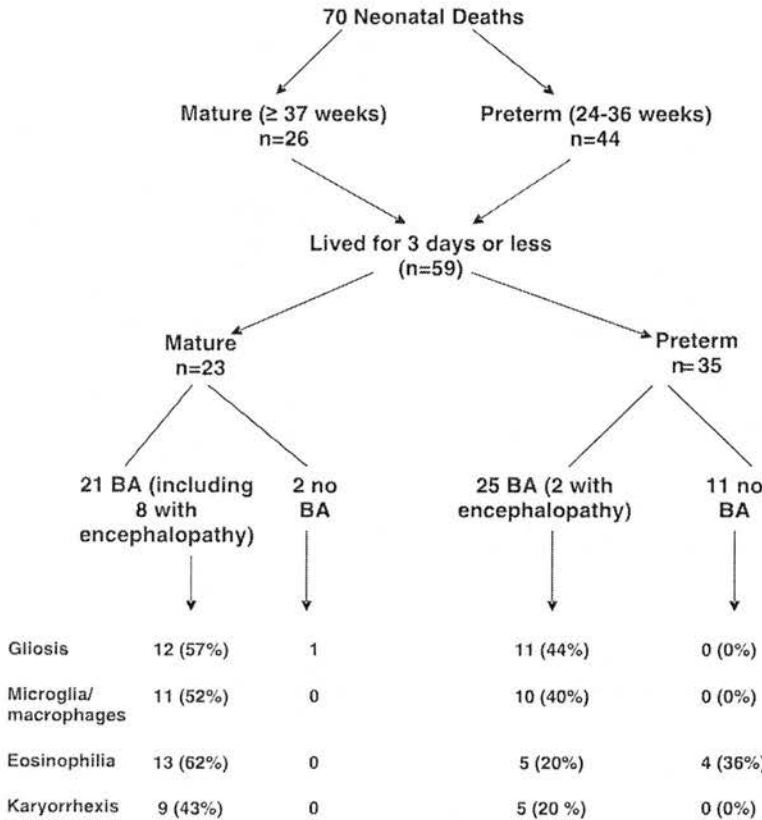 70 Neonatal Deaths
Mature (≥ 37 weeks)
n=26
Preterm (24-36 weeks)
n=44
Lived for 3 days or less
(n=59)
Mature
n=23
Preterm
n=35
21 BA (including
8 with
encephalopathy)
2 no
BA
25 BA (2 with
encephalopathy)
11 no
BA
Gliosis 12 (57%) 1 11 (44%) 0 (0%)
Microglia/
macrophages 11 (52%) 0 10 (40%) 0 (0%)
Eosinophilia 13 (62%) 0 5 (20%) 4 (36%)
Karyorrhexis 9 (43%) 0 5 (20 %) 0 (0%)